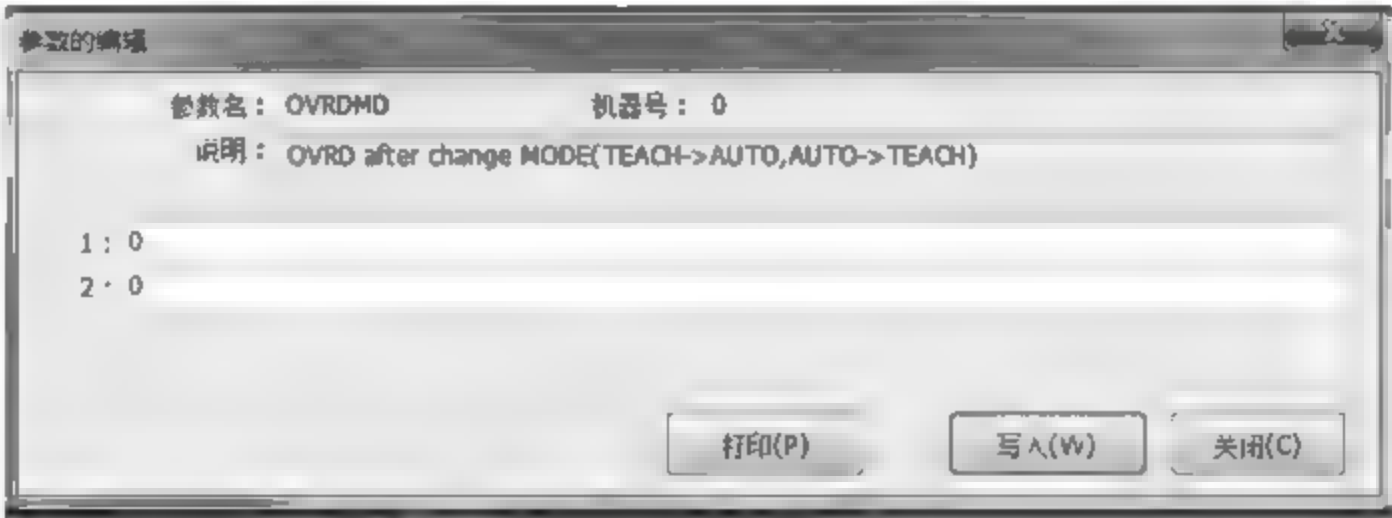 参数的编辑
参数名: OVRDMD 机器号: 0
说明: OVRD after change MODE(TEACH->AUTO,AUTO->TEACH)
1: 0
2: 0
打印(P) 写入(W) 关闭(C)